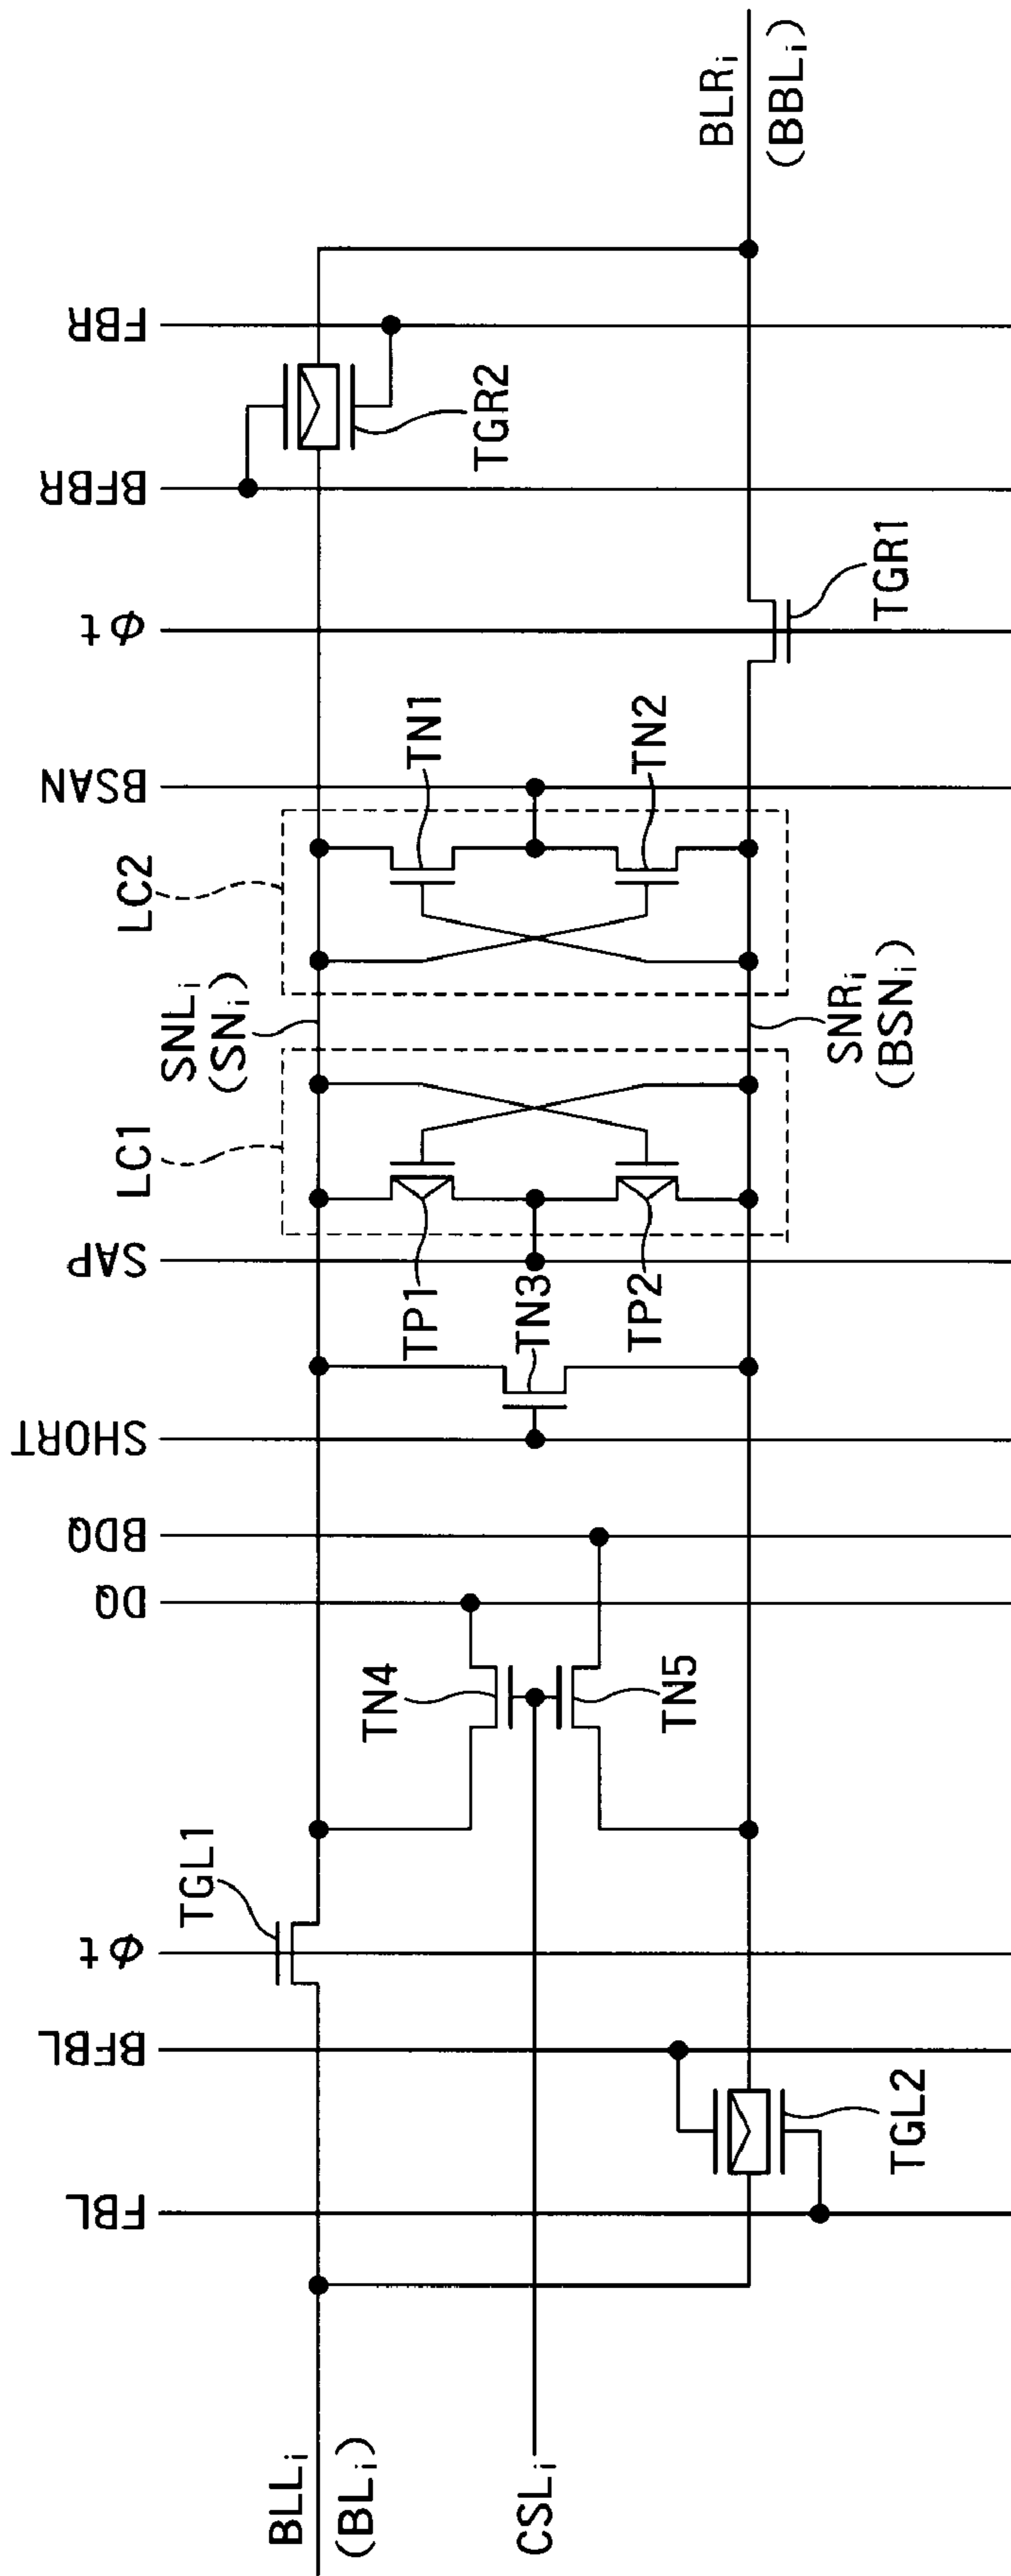 BLLi
(BLi)
FBL
BFBL
Φt
TGL1
TGL2
CSLi
DQ
BDQ
TN4
TN5
SHORT
TN3
SAP
TP1
TP2
LC1
SNLi
(SNi)
SNRi
(BSNi)
LC2
BSAN
TN1
TN2
Φt
TGR1
BFBR
FBR
TGR2
BLRi
(BBLi)